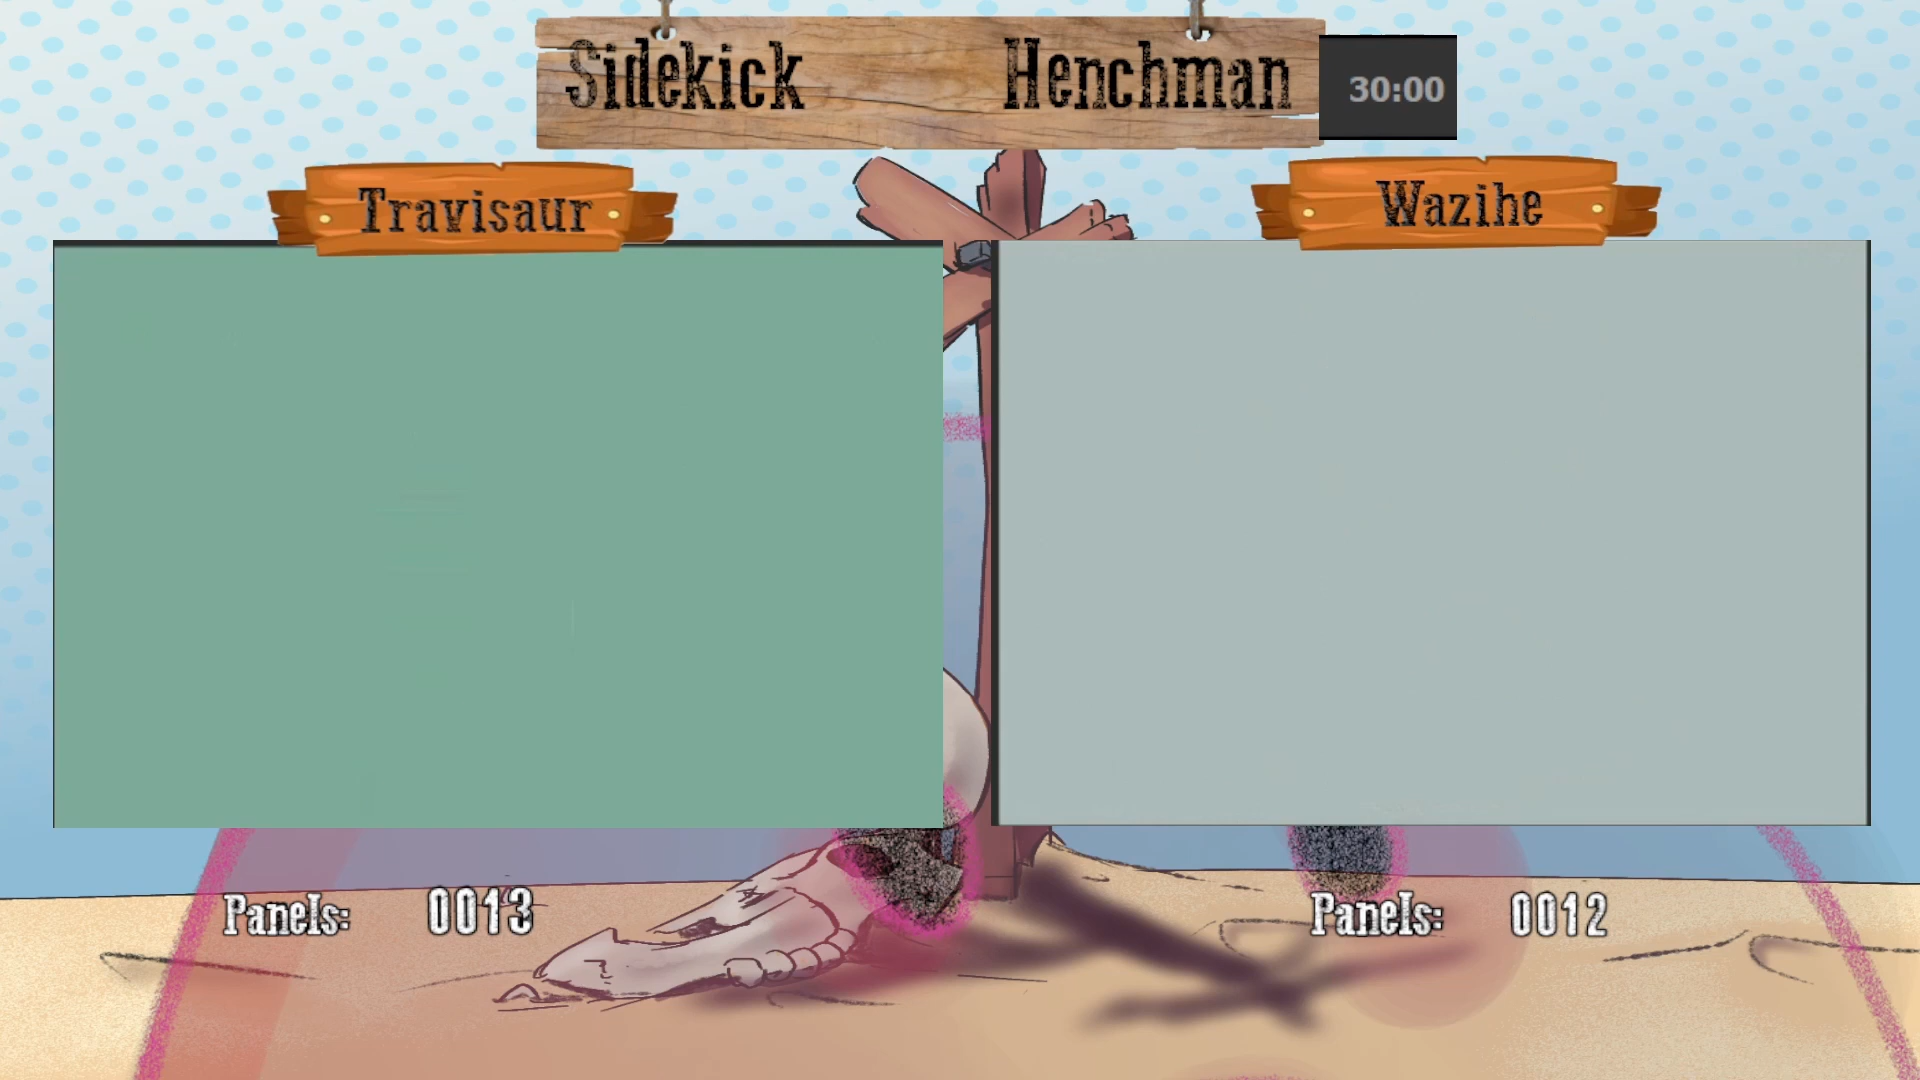 Sidekick Henchman
30:00
Travisaur
Wazihe
Panels: 0013
Panels: 0012